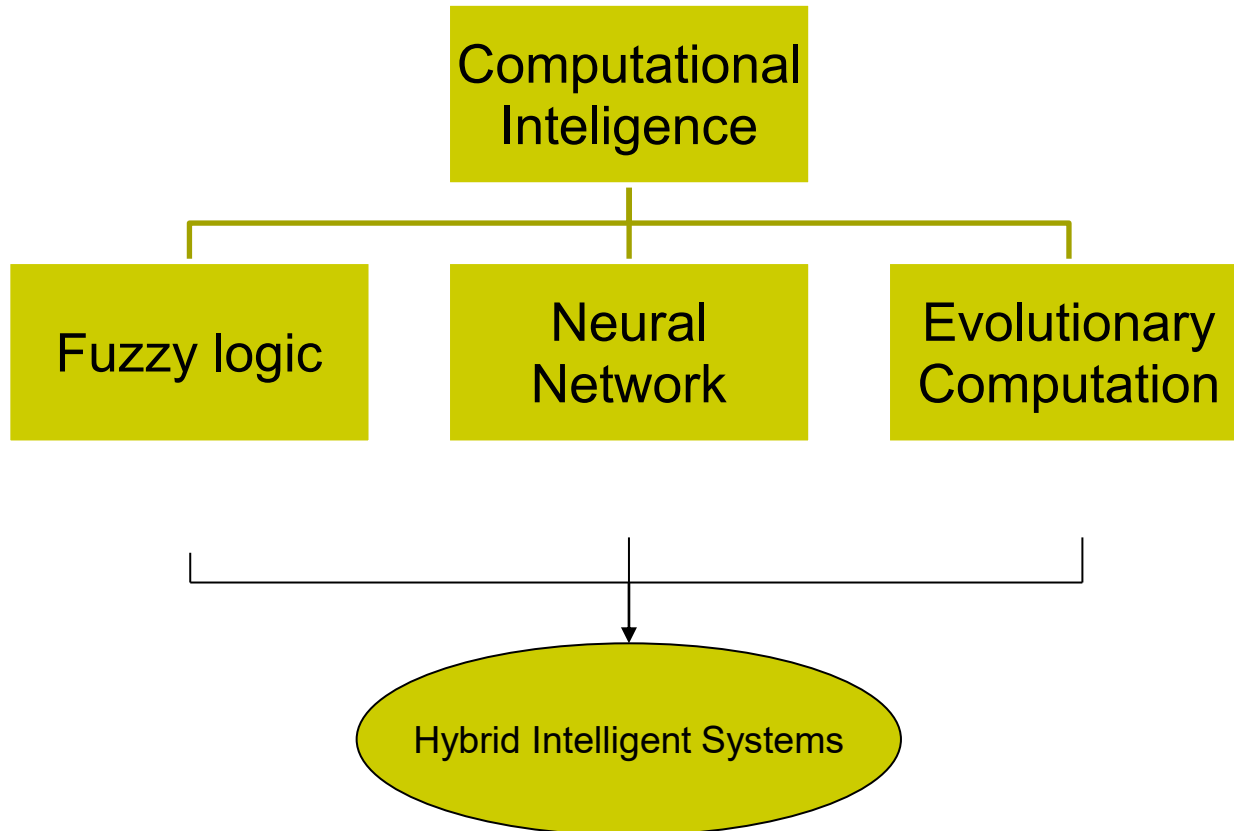 Computational
Inteligence
Fuzzy logic
Neural
Network
Evolutionary
Computation
Hybrid Intelligent Systems